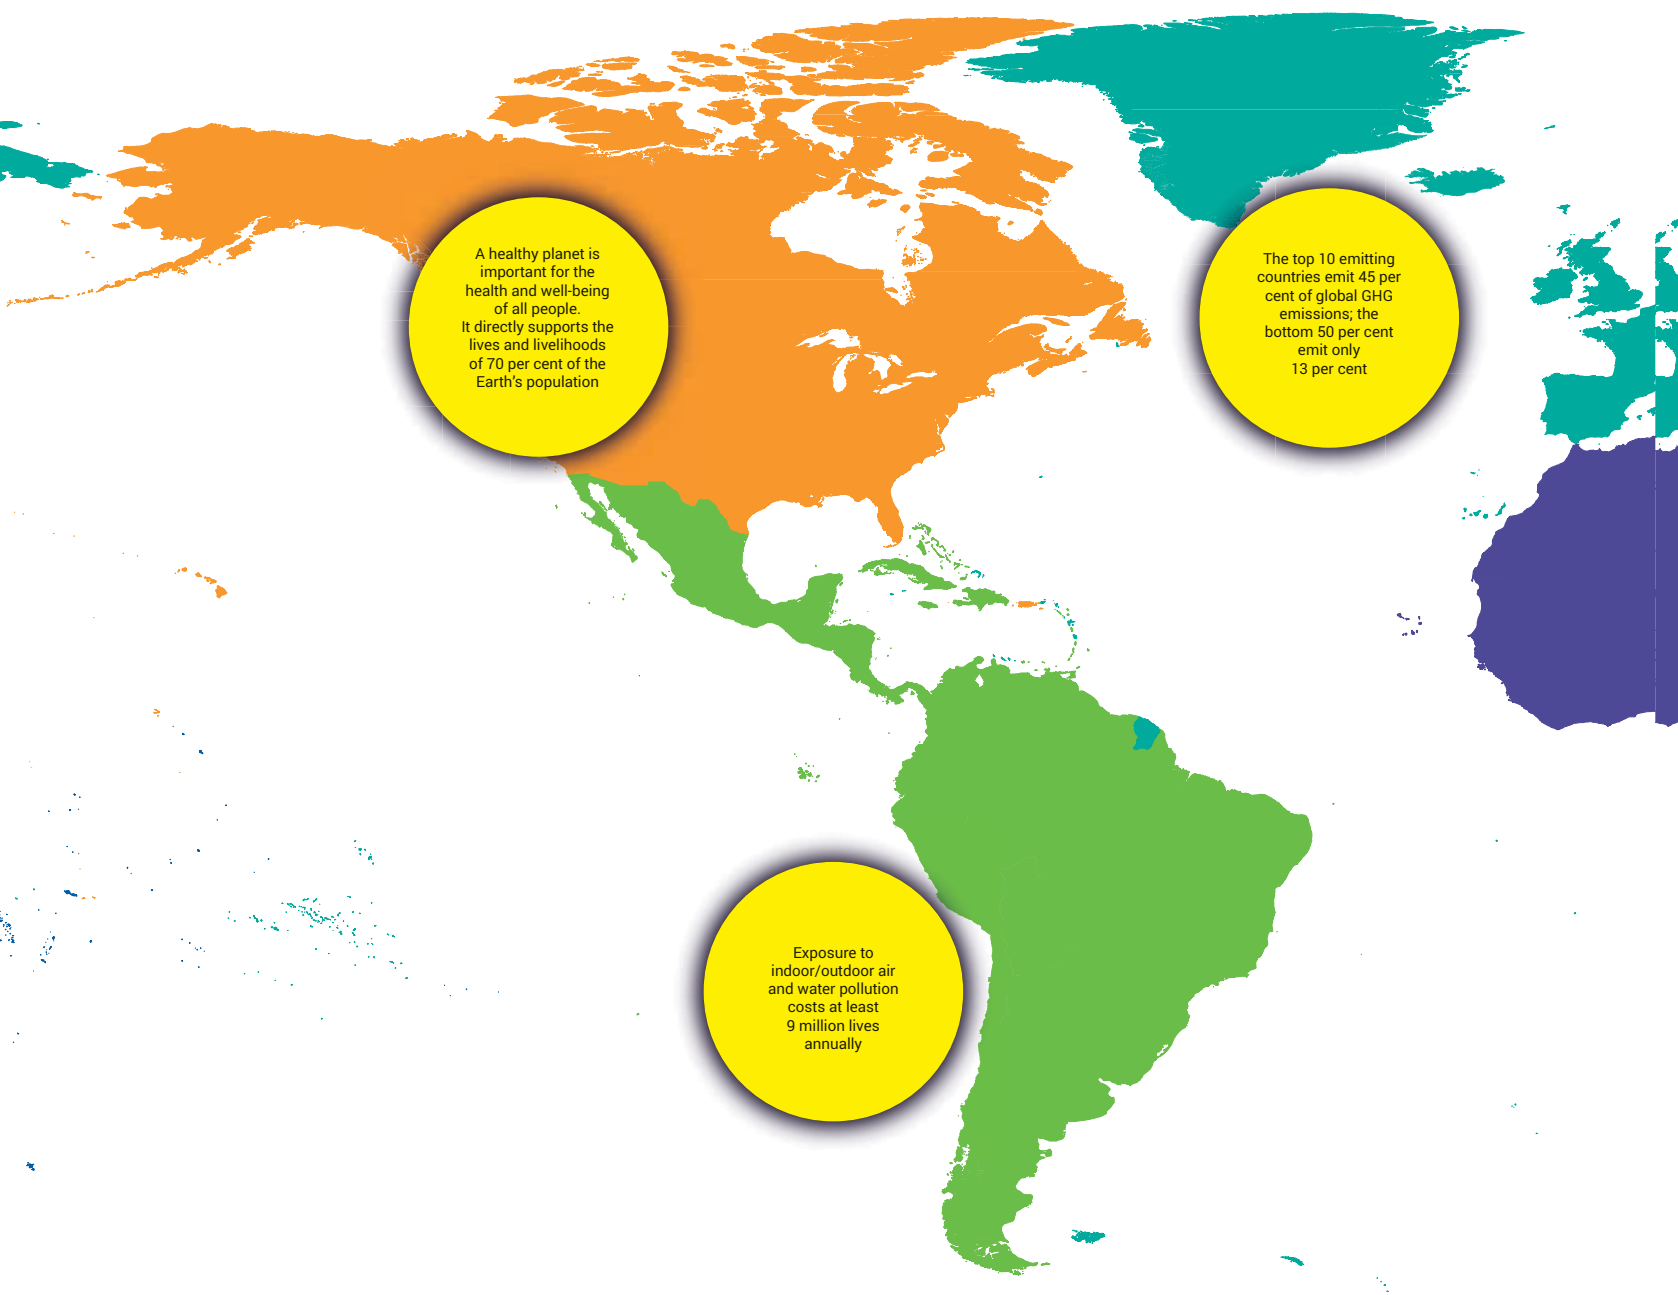 A healthy planet is
important for the
health and well-being
of all people.
It directly supports the
lives and livelihoods
of 70 per cent of the
Earth's population
The top 10 emitting
countries emit 45 per
cent of global GHG
emissions; the
bottom 50 per cent
emit only
13 per cent
Exposure to
indoor/outdoor air
and water pollution
costs at least
9 million lives
annually